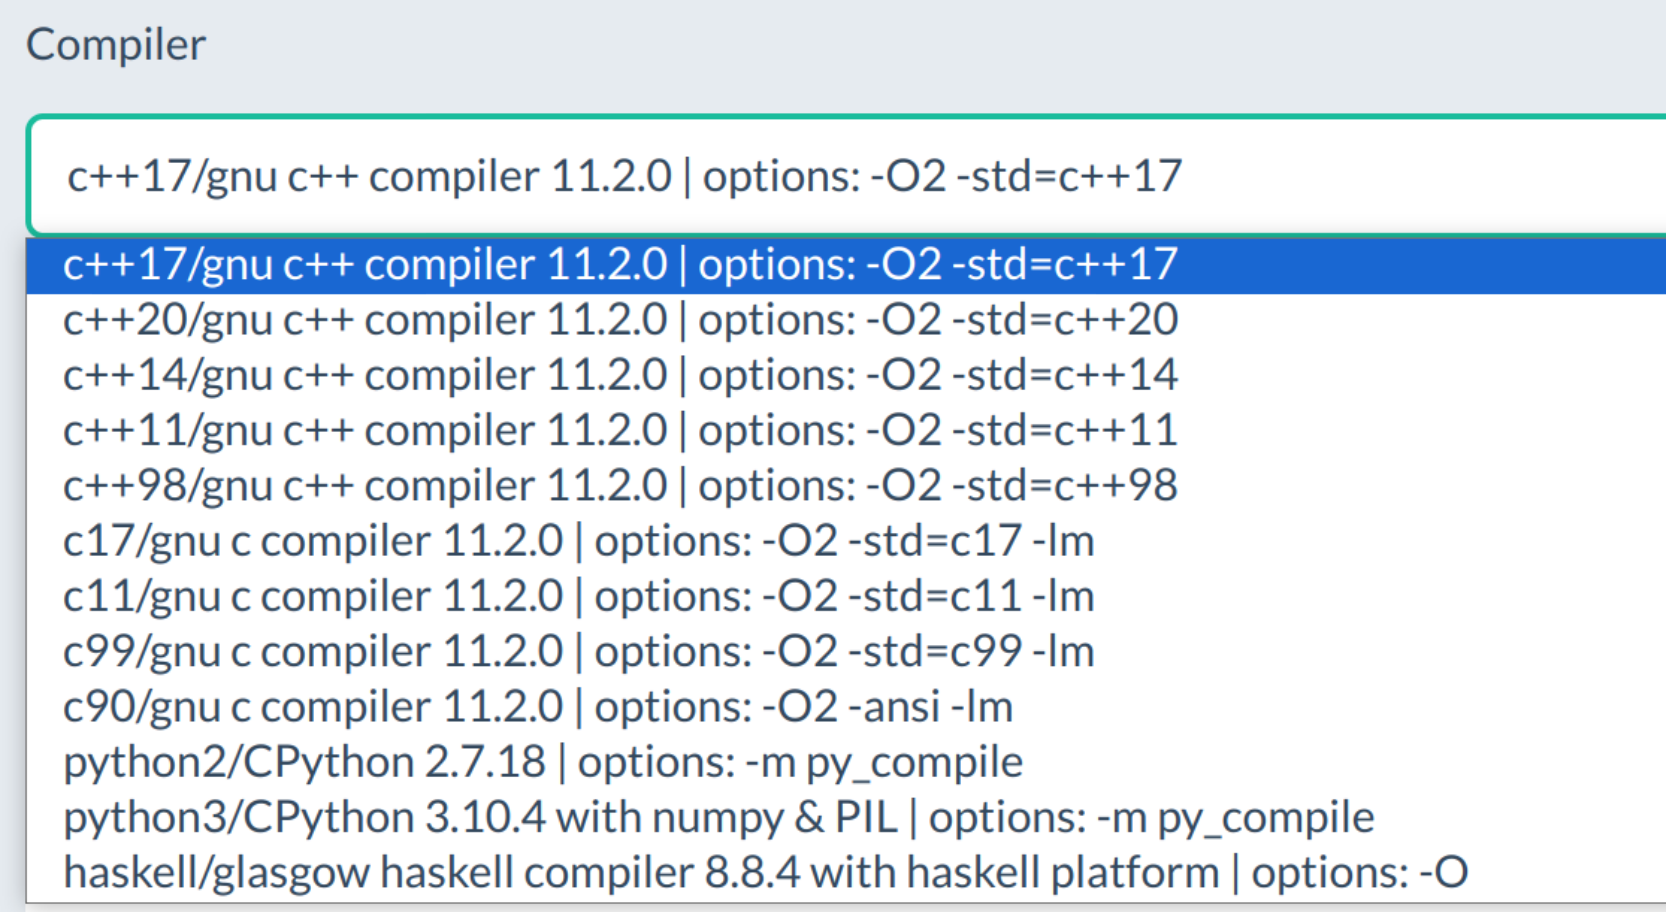 Compiler
c++17/gnu c++ compiler 11.2.0 | options: -O2 -std=c++17
c++17/gnu c++ compiler 11.2.0 | options: -O2 -std=c++17
c++20/gnu c++ compiler 11.2.0 | options: -O2 -std=c++20
c++14/gnu c++ compiler 11.2.0 | options: -O2 -std=c++14
c++11/gnu c++ compiler 11.2.0 | options: -O2 -std=c++11
c++98/gnu c++ compiler 11.2.0 | options: -O2 -std=c++98
c17/gnu c compiler 11.2.0 | options: -O2 -std=c17 -lm
c11/gnu c compiler 11.2.0 | options: -O2 -std=c11 -lm
c99/gnu c compiler 11.2.0 | options: -O2 -std=c99 -lm
c90/gnu c compiler 11.2.0 | options: -O2 -ansi -lm
python2/CPython 2.7.18 | options: -m py_compile
python3/CPython 3.10.4 with numpy & PIL | options: -m py_compile
haskell/glasgow haskell compiler 8.8.4 with haskell platform | options: -O